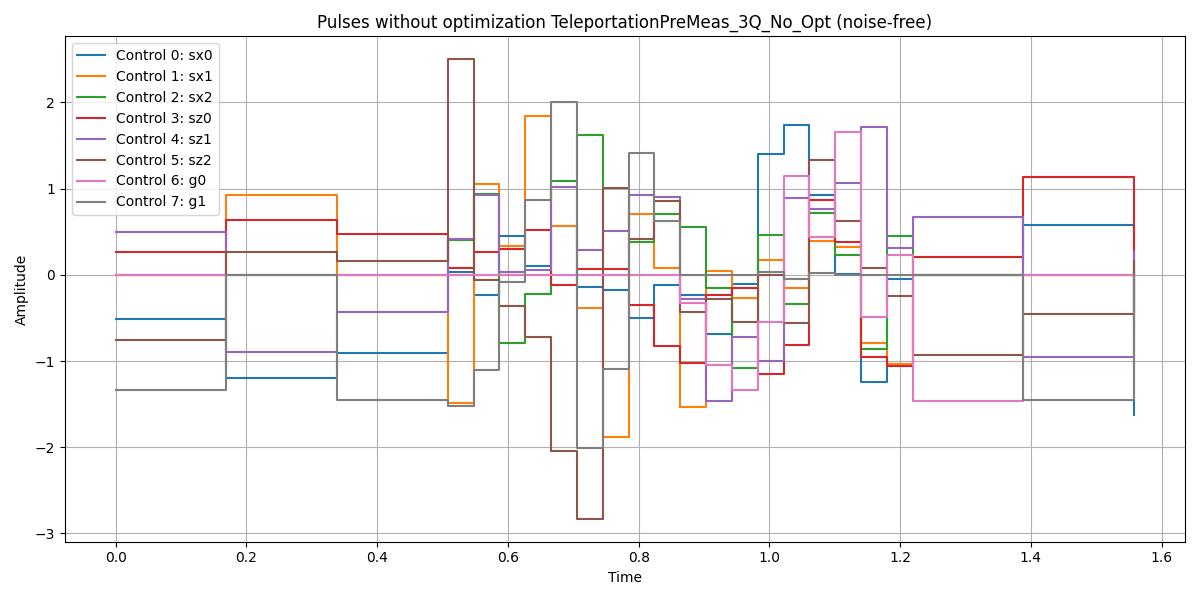 Pulses without optimization TeleportationPreMeas_3Q_No_Opt (noise-free)
Control 0: sx0
Control 1: sx1
Control 2: sx2
Control 3: sz0
Control 4: sz1
Control 5: sz2
Control 6: g0
Control 7: g1
Amplitude
2
1
0
−1
−2
−3
0.0 0.2 0.4 0.6 0.8 1.0 1.2 1.4 1.6
Time